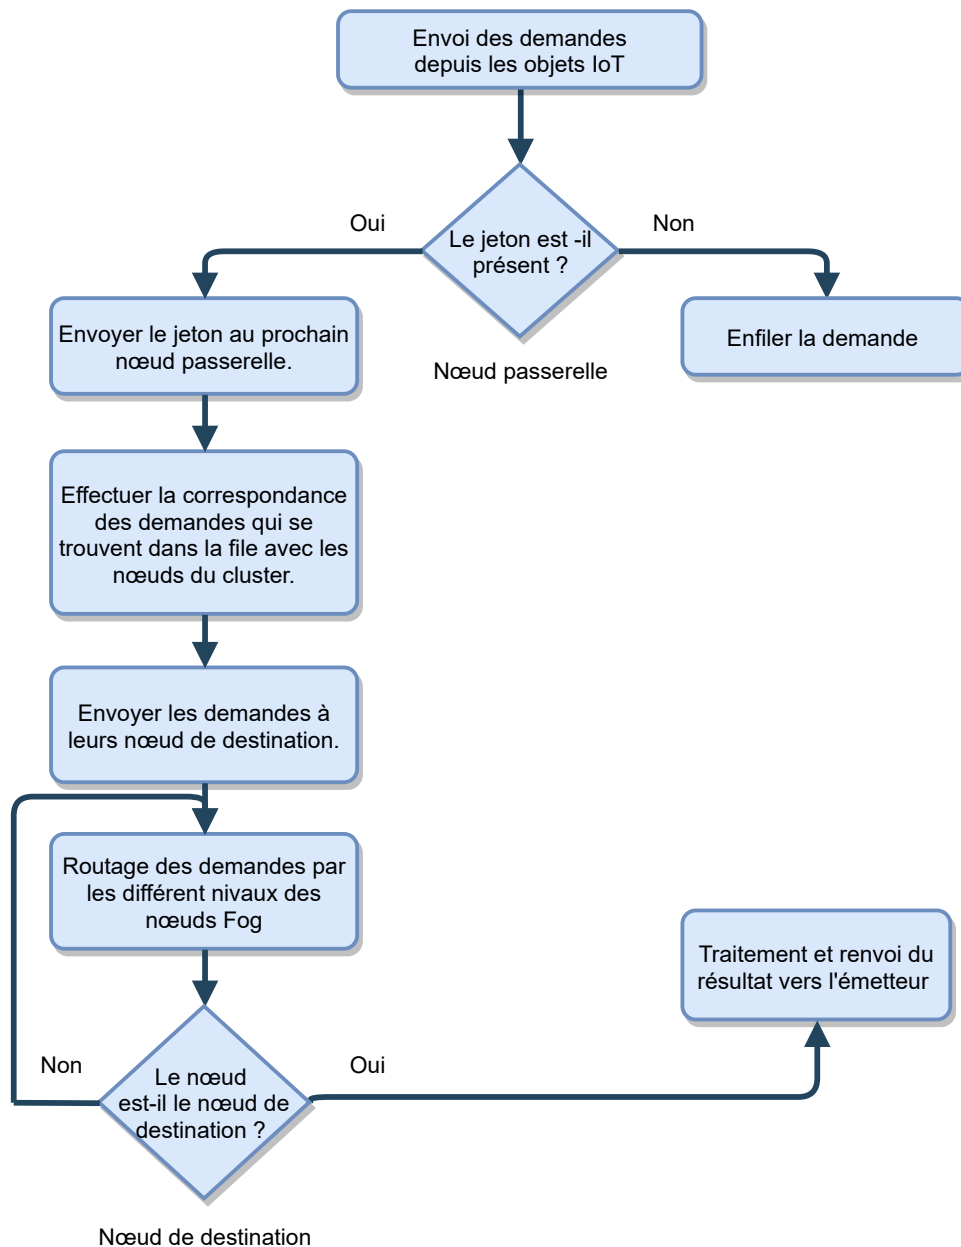 Envoi des demandes
depuis les objets IoT
Oui
Non
Le jeton est -il
présent ?
Envoyer le jeton au prochain
nœud passerelle.
Enfiler la demande
Nœud passerelle
Effectuer la correspondance
des demandes qui se
trouvent dans la file avec les
nœuds du cluster.
Envoyer les demandes à
leurs nœud de destination.
Routage des demandes par
les différent nivaux des
nœuds Fog
Traitement et renvoi du
résultat vers l'émetteur
Non
Oui
Le nœud
est-il le nœud de
destination ?
Nœud de destination